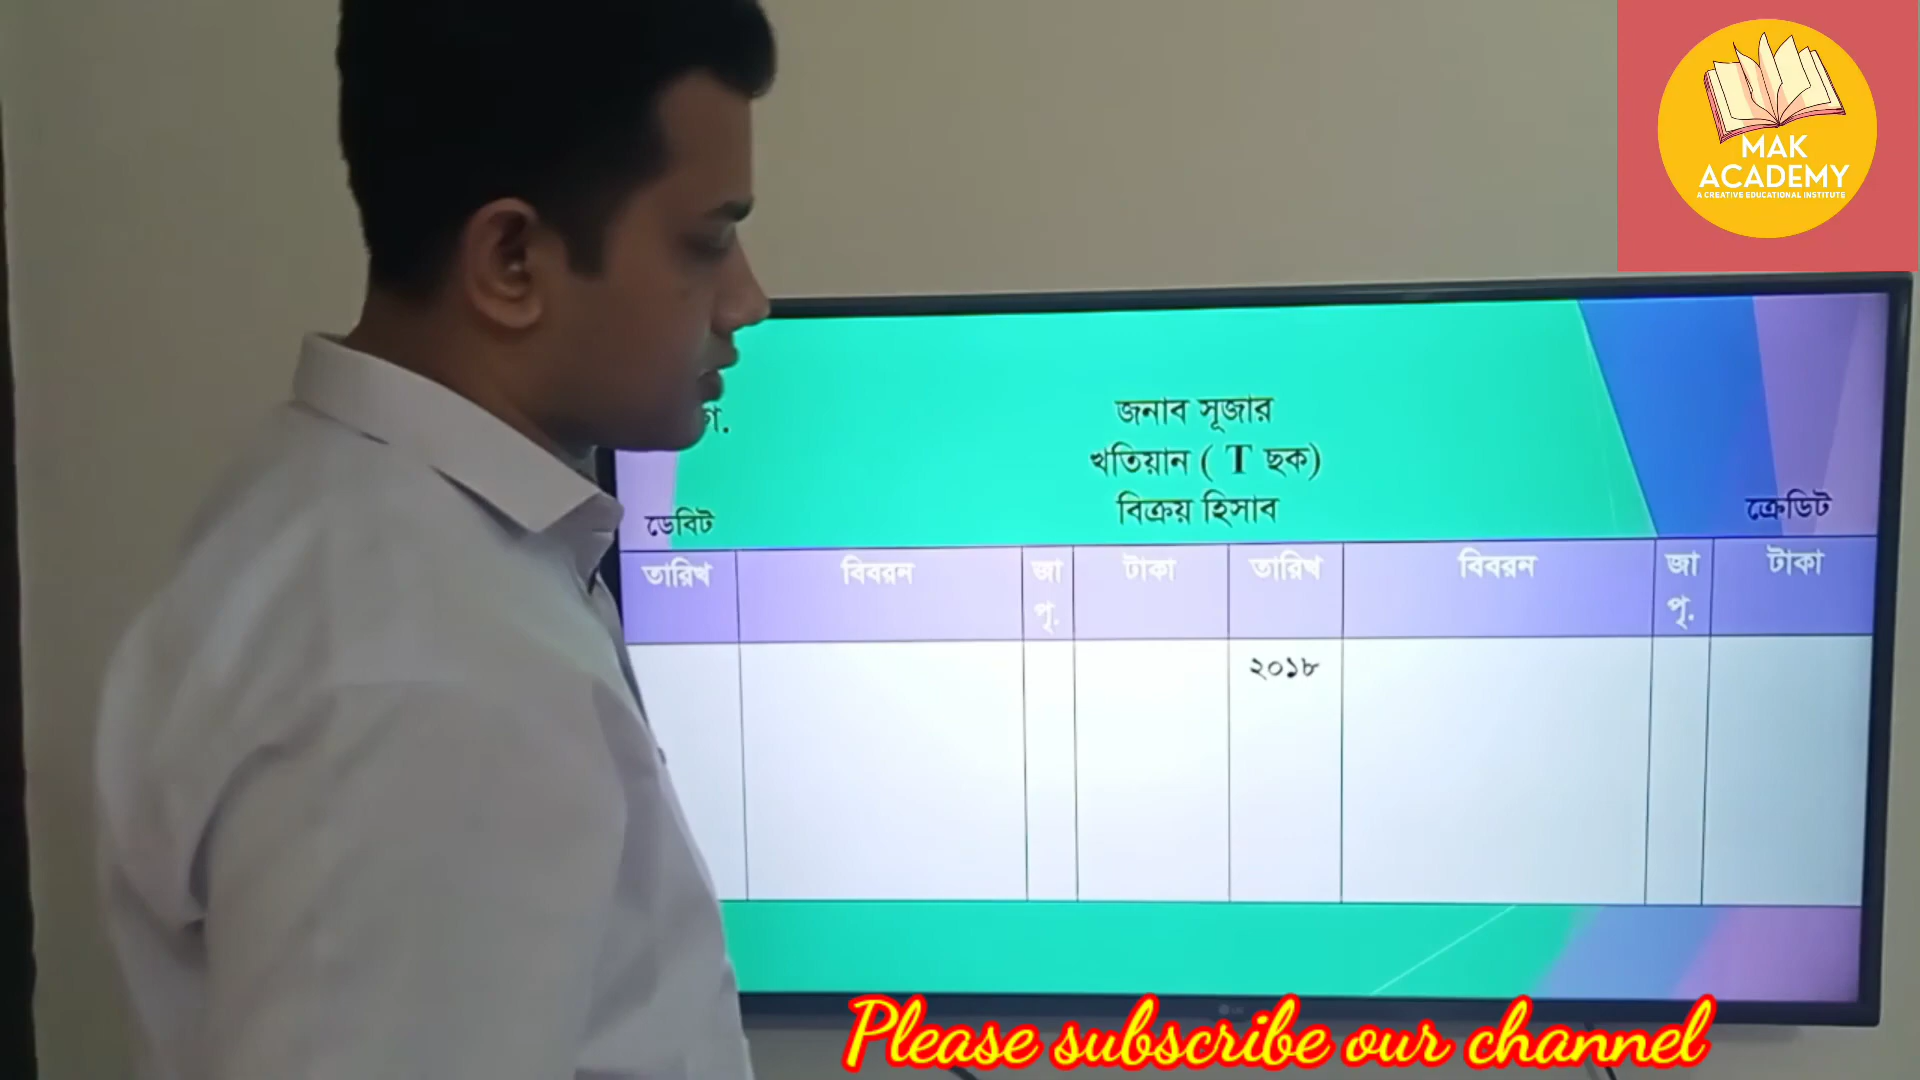 MAK
ACADEMY
A CREATIVE EDUCATIONAL INSTITUTE
জনাব সূজার
খতিয়ান ( T ছক)
বিক্রয় হিসাব
ডেবিট
ক্রেডিট
তারিখ বিবরন জা পৃ. টাকা তারিখ বিবরন জা পৃ. টাকা
২০১৮
Please subscribe our channel